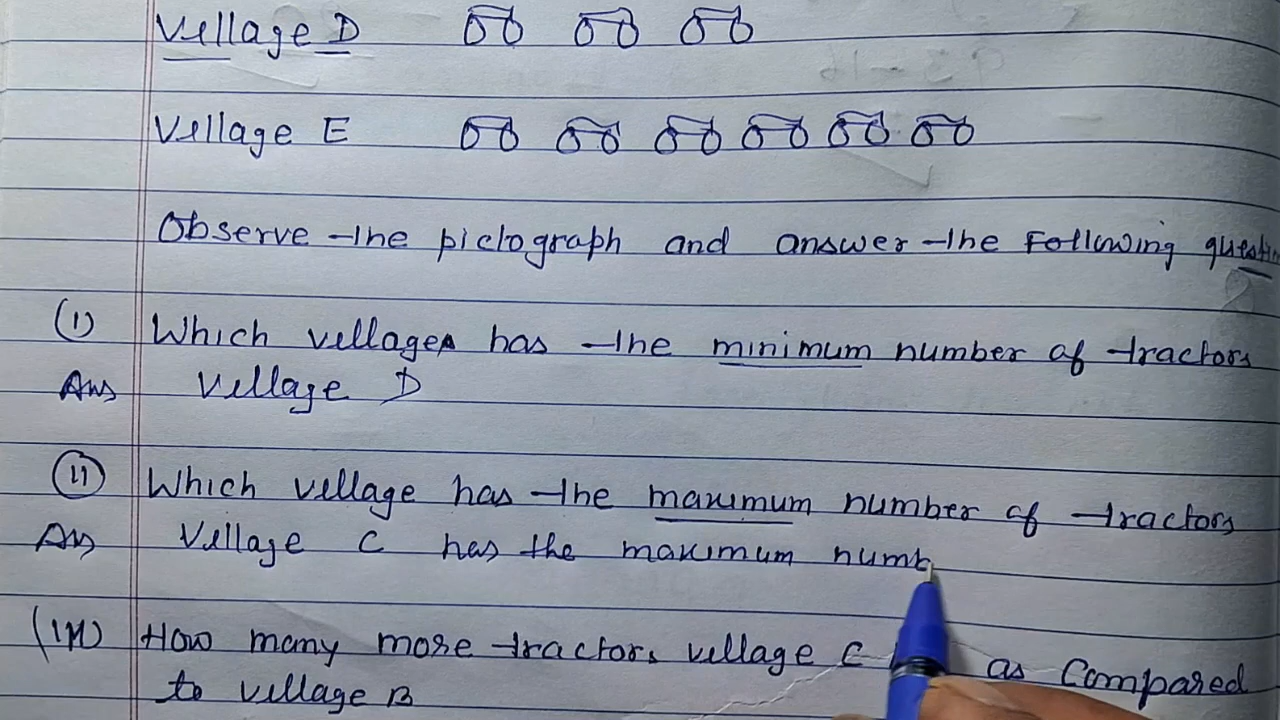 Village D
Village E
Observe the pictograph and answer the Following question
(i) Which village has the minimum number of tractors
Ans Village D
(ii) Which village has the maximum number of tractors
Ans Village C has the maximum numb
(iii) How many more tractors village C as Compared
to village B